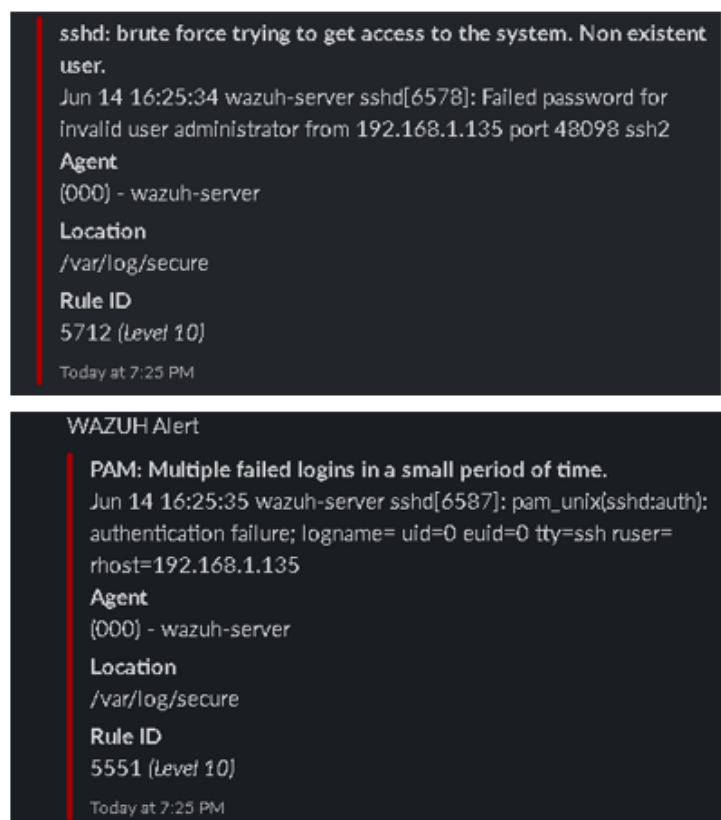 sshd: brute force trying to get access to the system. Non existent
user.
Jun 14 16:25:34 wazuh-server sshd[6578]: Failed password for
invalid user administrator from 192.168.1.135 port 48098 ssh2
Agent
(000) - wazuh-server
Location
/var/log/secure
Rule ID
5712 (Level 10)
Today at 7:25 PM
WAZUH Alert
PAM: Multiple failed logins in a small period of time.
Jun 14 16:25:35 wazuh-server sshd[6587]: pam_unix(sshd:auth):
authentication failure; logname= uid=0 euid=0 tty=ssh ruser=
rhost=192.168.1.135
Agent
(000) - wazuh-server
Location
/var/log/secure
Rule ID
5551 (Level 10)
Today at 7:25 PM